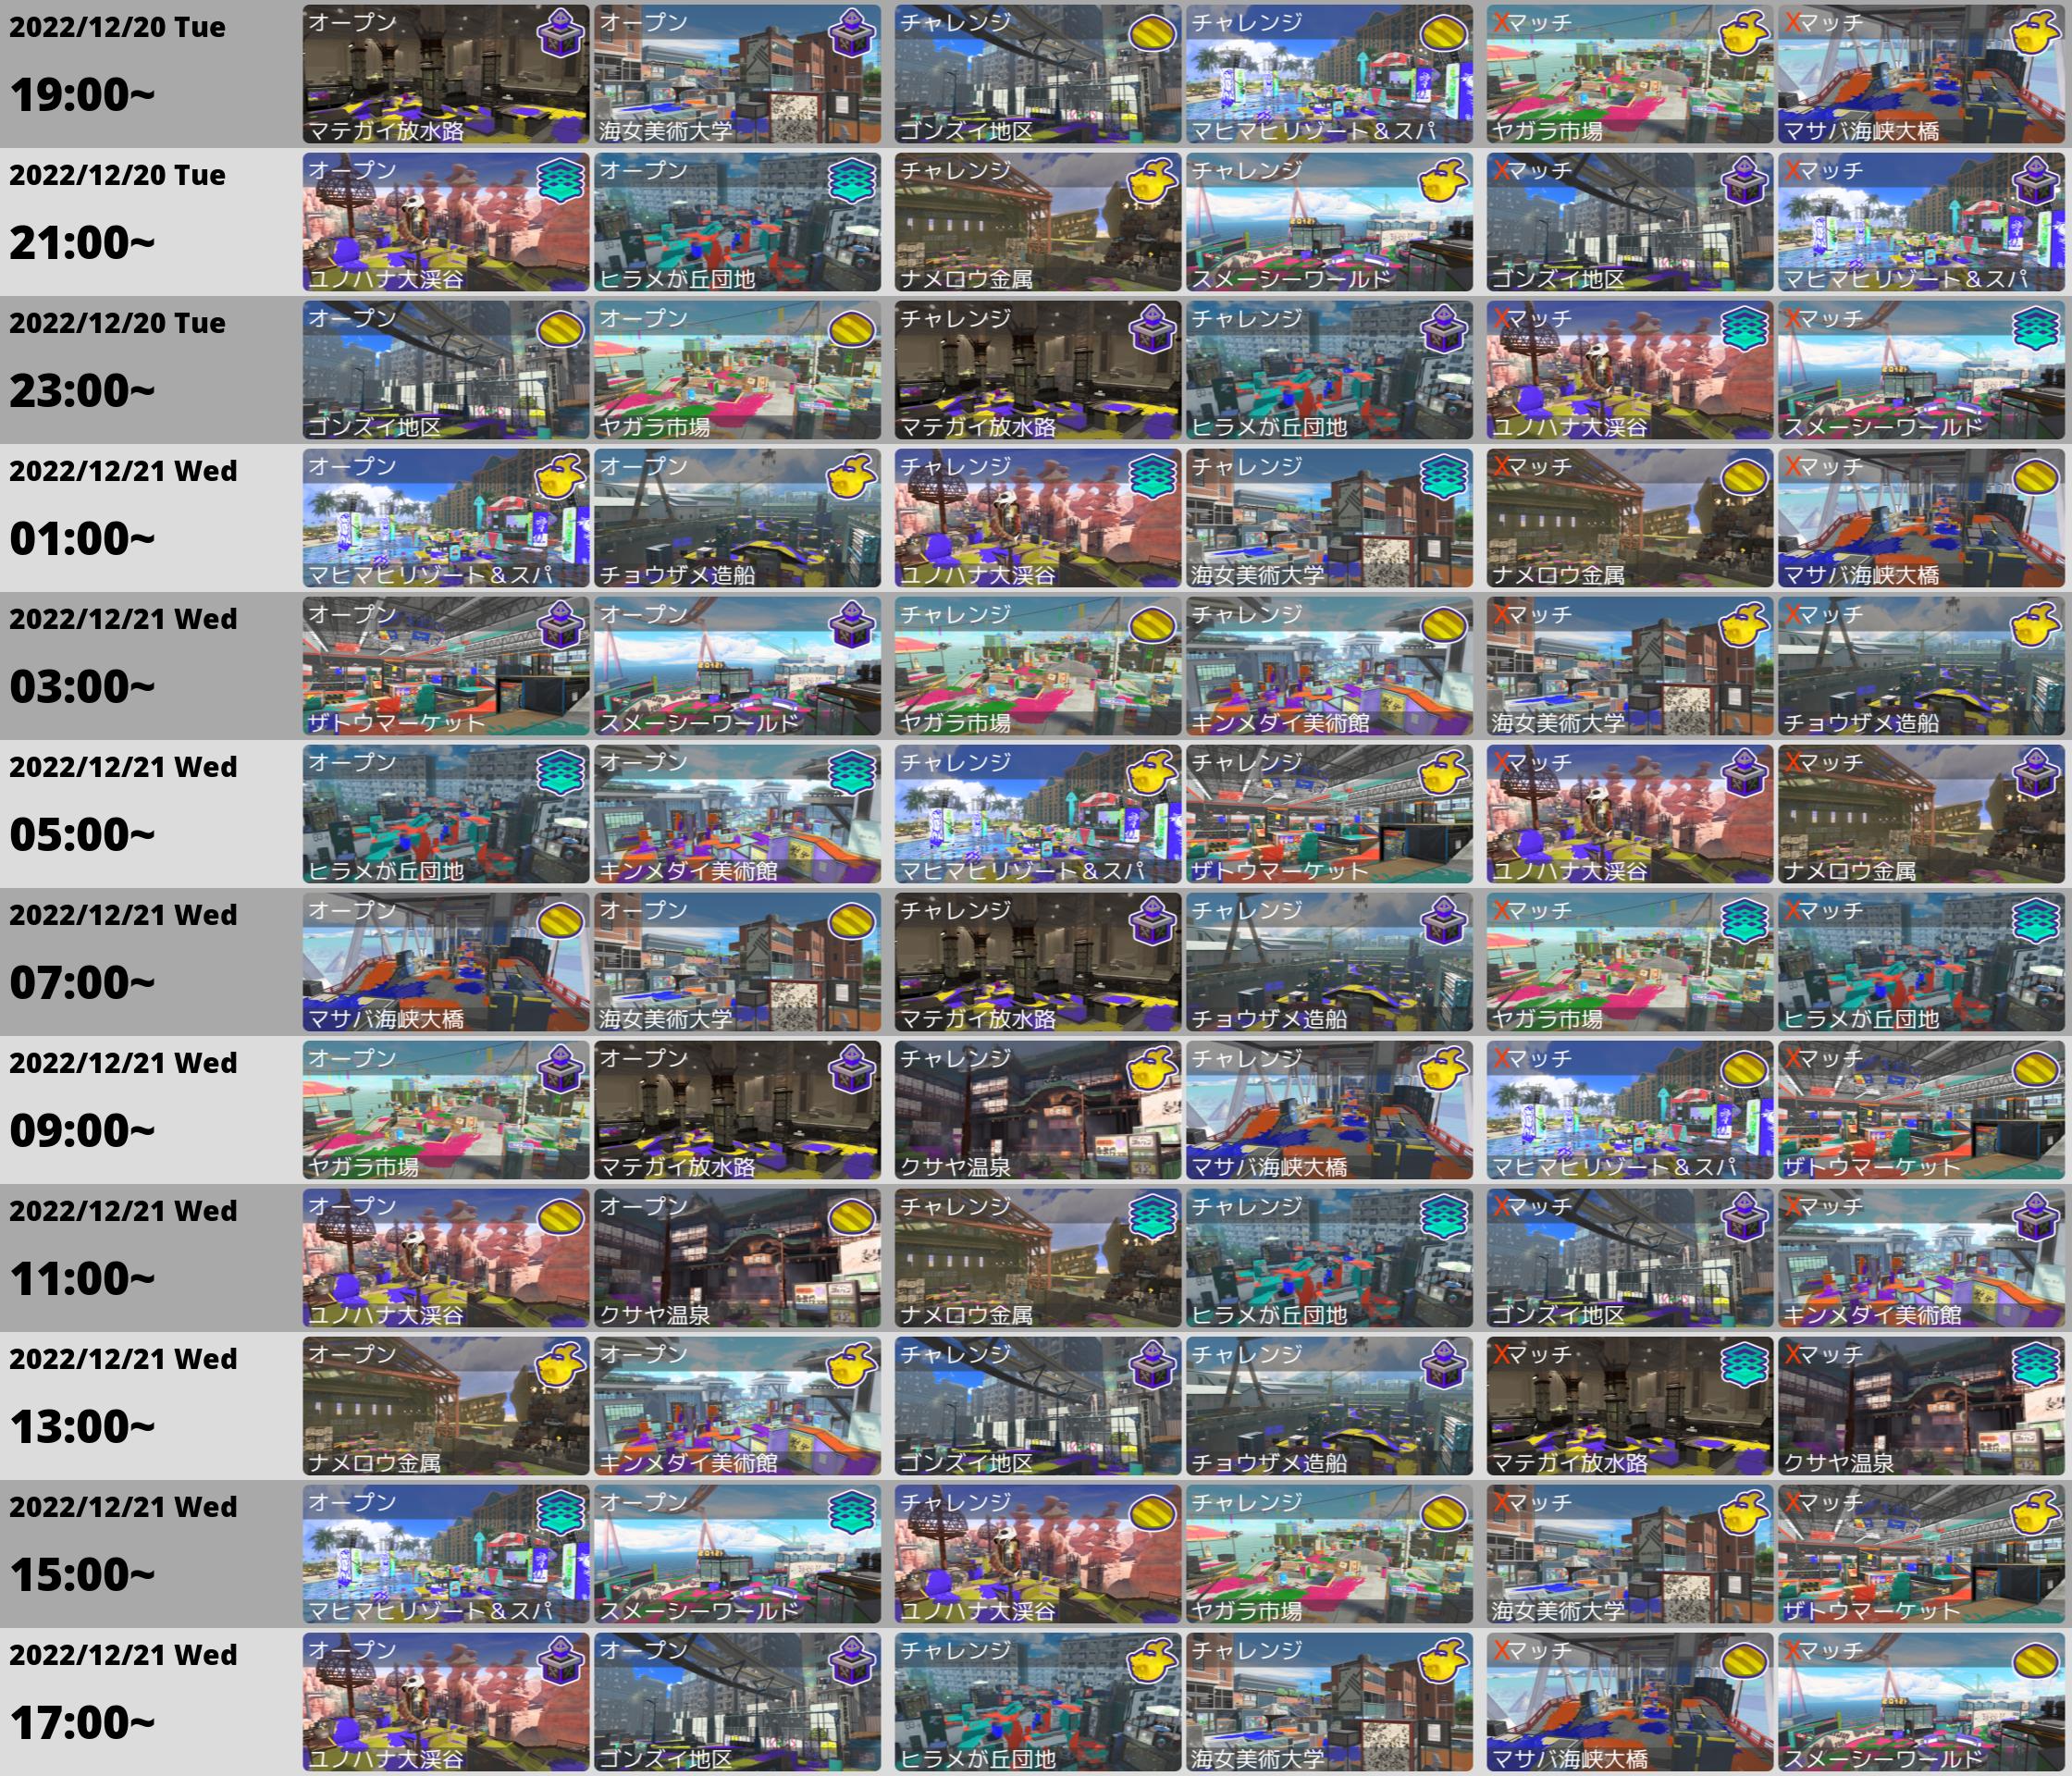 2022/12/20 Tue
19:00~
オープン
マテガイ放水路
オープン
海女美術大学
チャレンジ
ゴンズイ地区
チャレンジ
マヒマヒリゾート＆スパ
Xマッチ
ヤガラ市場
Xマッチ
マサバ海峡大橋
2022/12/20 Tue
21:00~
オープン
ユノハナ大渓谷
オープン
ヒラメが丘団地
チャレンジ
ナメロウ金属
チャレンジ
スメーシーワールド
Xマッチ
ゴンズイ地区
Xマッチ
マヒマヒリゾート＆スパ
2022/12/20 Tue
23:00~
オープン
ゴンズイ地区
オープン
ヤガラ市場
チャレンジ
マテガイ放水路
チャレンジ
ヒラメが丘団地
Xマッチ
ユノハナ大渓谷
Xマッチ
スメーシーワールド
2022/12/21 Wed
01:00~
オープン
マヒマヒリゾート＆スパ
オープン
チョウザメ造船
チャレンジ
ユノハナ大渓谷
チャレンジ
海女美術大学
Xマッチ
ナメロウ金属
Xマッチ
マサバ海峡大橋
2022/12/21 Wed
03:00~
オープン
ザトウマーケット
オープン
スメーシーワールド
チャレンジ
ヤガラ市場
チャレンジ
キンメダイ美術館
Xマッチ
海女美術大学
Xマッチ
チョウザメ造船
2022/12/21 Wed
05:00~
オープン
ヒラメが丘団地
オープン
キンメダイ美術館
チャレンジ
マヒマヒリゾート＆スパ
チャレンジ
ザトウマーケット
Xマッチ
ユノハナ大渓谷
Xマッチ
ナメロウ金属
2022/12/21 Wed
07:00~
オープン
マサバ海峡大橋
オープン
海女美術大学
チャレンジ
マテガイ放水路
チャレンジ
チョウザメ造船
Xマッチ
ヤガラ市場
Xマッチ
ヒラメが丘団地
2022/12/21 Wed
09:00~
オープン
ヤガラ市場
オープン
マテガイ放水路
チャレンジ
クサヤ温泉
チャレンジ
マサバ海峡大橋
Xマッチ
マヒマヒリゾート＆スパ
Xマッチ
ザトウマーケット
2022/12/21 Wed
11:00~
オープン
ユノハナ大渓谷
オープン
クサヤ温泉
チャレンジ
ナメロウ金属
チャレンジ
ヒラメが丘団地
Xマッチ
ゴンズイ地区
Xマッチ
キンメダイ美術館
2022/12/21 Wed
13:00~
オープン
ナメロウ金属
オープン
キンメダイ美術館
チャレンジ
ゴンズイ地区
チャレンジ
チョウザメ造船
Xマッチ
マテガイ放水路
Xマッチ
クサヤ温泉
2022/12/21 Wed
15:00~
オープン
マヒマヒリゾート＆スパ
オープン
スメーシーワールド
チャレンジ
ユノハナ大渓谷
チャレンジ
ヤガラ市場
Xマッチ
海女美術大学
Xマッチ
ザトウマーケット
2022/12/21 Wed
17:00~
オープン
ユノハナ大渓谷
オープン
ゴンズイ地区
チャレンジ
ヒラメが丘団地
チャレンジ
海女美術大学
Xマッチ
マサバ海峡大橋
Xマッチ
スメーシーワールド